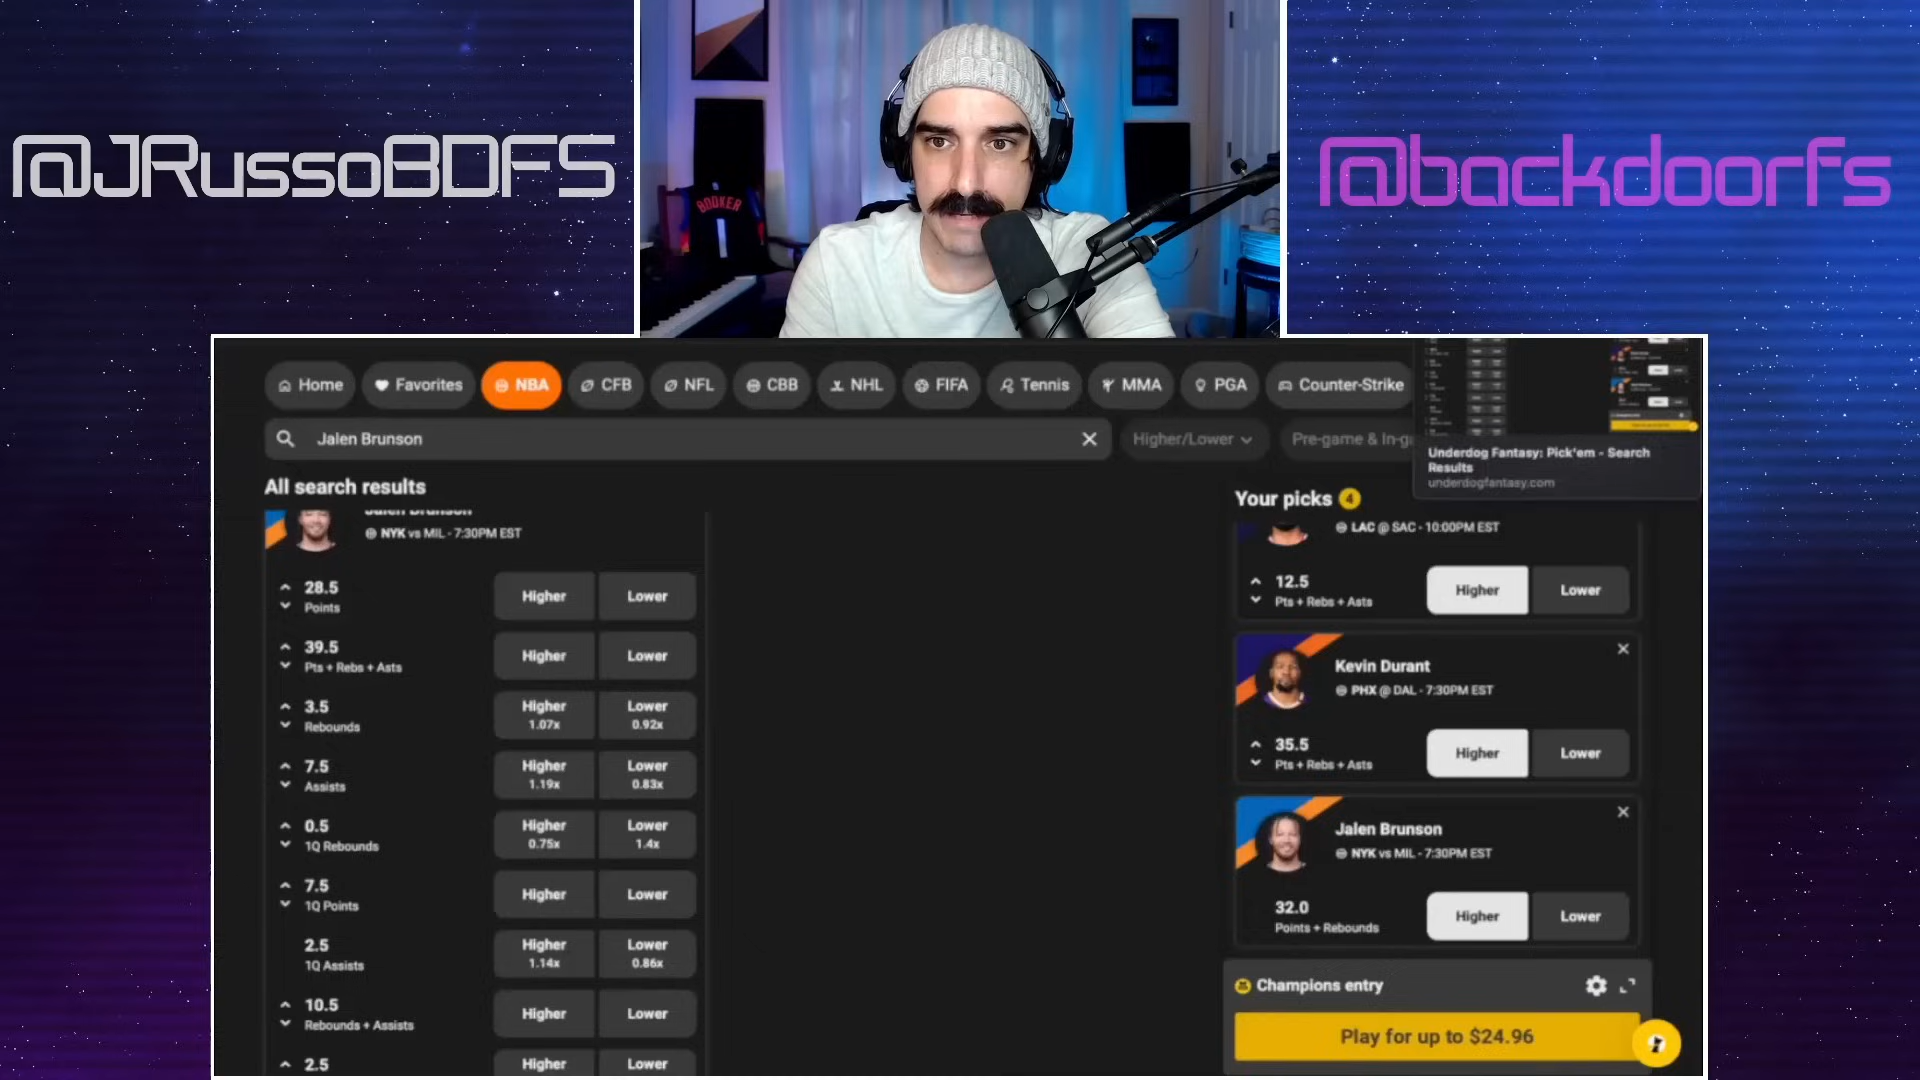 @JRussoBDFS
BOOKER
1
@backdoorfs
Home
Favorites
NBA
CFB
NFL
CBB
NHL
FIFA
Tennis
MMA
PGA
Counter-Strike
Jalen Brunson
Higher/Lower
Pre-game & In-g
Underdog Fantasy: Pick'em - Search
Results
underdogfantasy.com
All search results
Jalen Brunson
NYK vs MIL - 7:30PM EST
28.5
Points
Higher
Lower
39.5
Pts + Rebs + Asts
Higher
Lower
3.5
Rebounds
Higher
1.07x
Lower
0.92x
7.5
Assists
Higher
1.19x
Lower
0.83x
0.5
1Q Rebounds
Higher
0.75x
Lower
1.4x
7.5
1Q Points
Higher
Lower
2.5
1Q Assists
Higher
1.14x
Lower
0.86x
10.5
Rebounds + Assists
Higher
Lower
2.5
Higher
Lower
Your picks 4
LAC @ SAC - 10:00PM EST
12.5
Pts + Rebs + Asts
Higher
Lower
Kevin Durant
PHX @ DAL - 7:30PM EST
35.5
Pts + Rebs + Asts
Higher
Lower
Jalen Brunson
NYK vs MIL - 7:30PM EST
32.0
Points + Rebounds
Higher
Lower
Champions entry
Play for up to $24.96